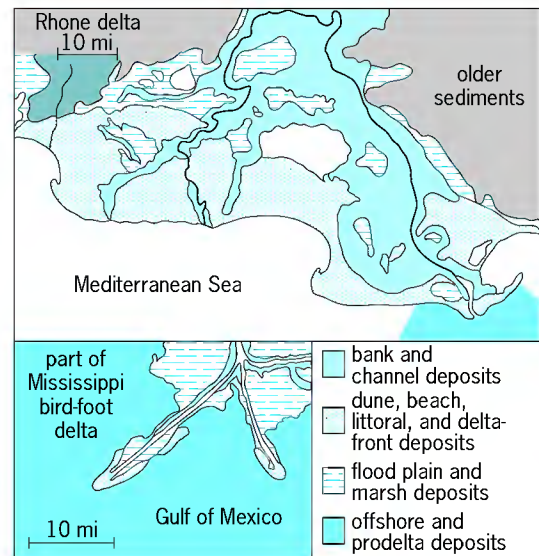 Rhone delta
10 mi
older
sediments
Mediterranean Sea
part of
Mississippi
bird-foot
delta
Gulf of Mexico
10 mi
bank and
channel deposits
dune, beach,
littoral, and delta-
front deposits
flood plain and
marsh deposits
offshore and
prodelta deposits